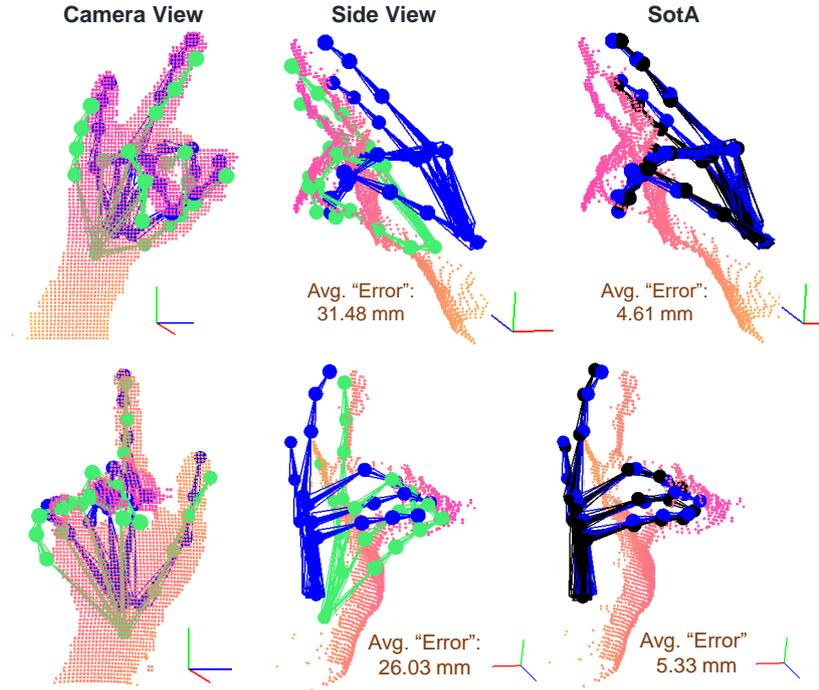 Camera View
Side View
SotA
Avg. “Error”:
31.48 mm
Avg. “Error”:
4.61 mm
Avg. “Error”:
26.03 mm
Avg. “Error”
5.33 mm